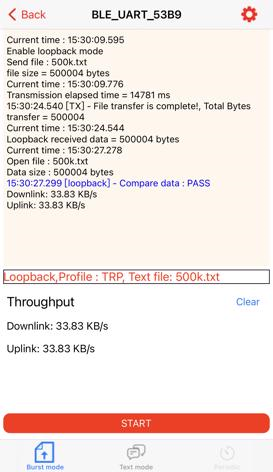 Back
BLE_UART_53B9
Current time : 15:30:09.595
Enable loopback mode
Send file : 500k.txt
file size = 500004 bytes
Current time : 15:30:09.776
Transmission elapsed time = 14781 ms
15:30:24.540 [TX] - File transfer is complete!, Total Bytes
transfer = 500004
Current time : 15:30:24.544
Loopback received data = 500004 bytes
Current time : 15:30:27.278
Open file : 500k.txt
Data size : 500004 bytes
15:30:27.299 [loopback] - Compare data : PASS
Downlink: 33.83 KB/s
Uplink: 33.83 KB/s
Loopback,Profile : TRP, Text file: 500k.txt
Throughput
Clear
Downlink: 33.83 KB/s
Uplink: 33.83 KB/s
START
Burst mode
Text mode
Periodic